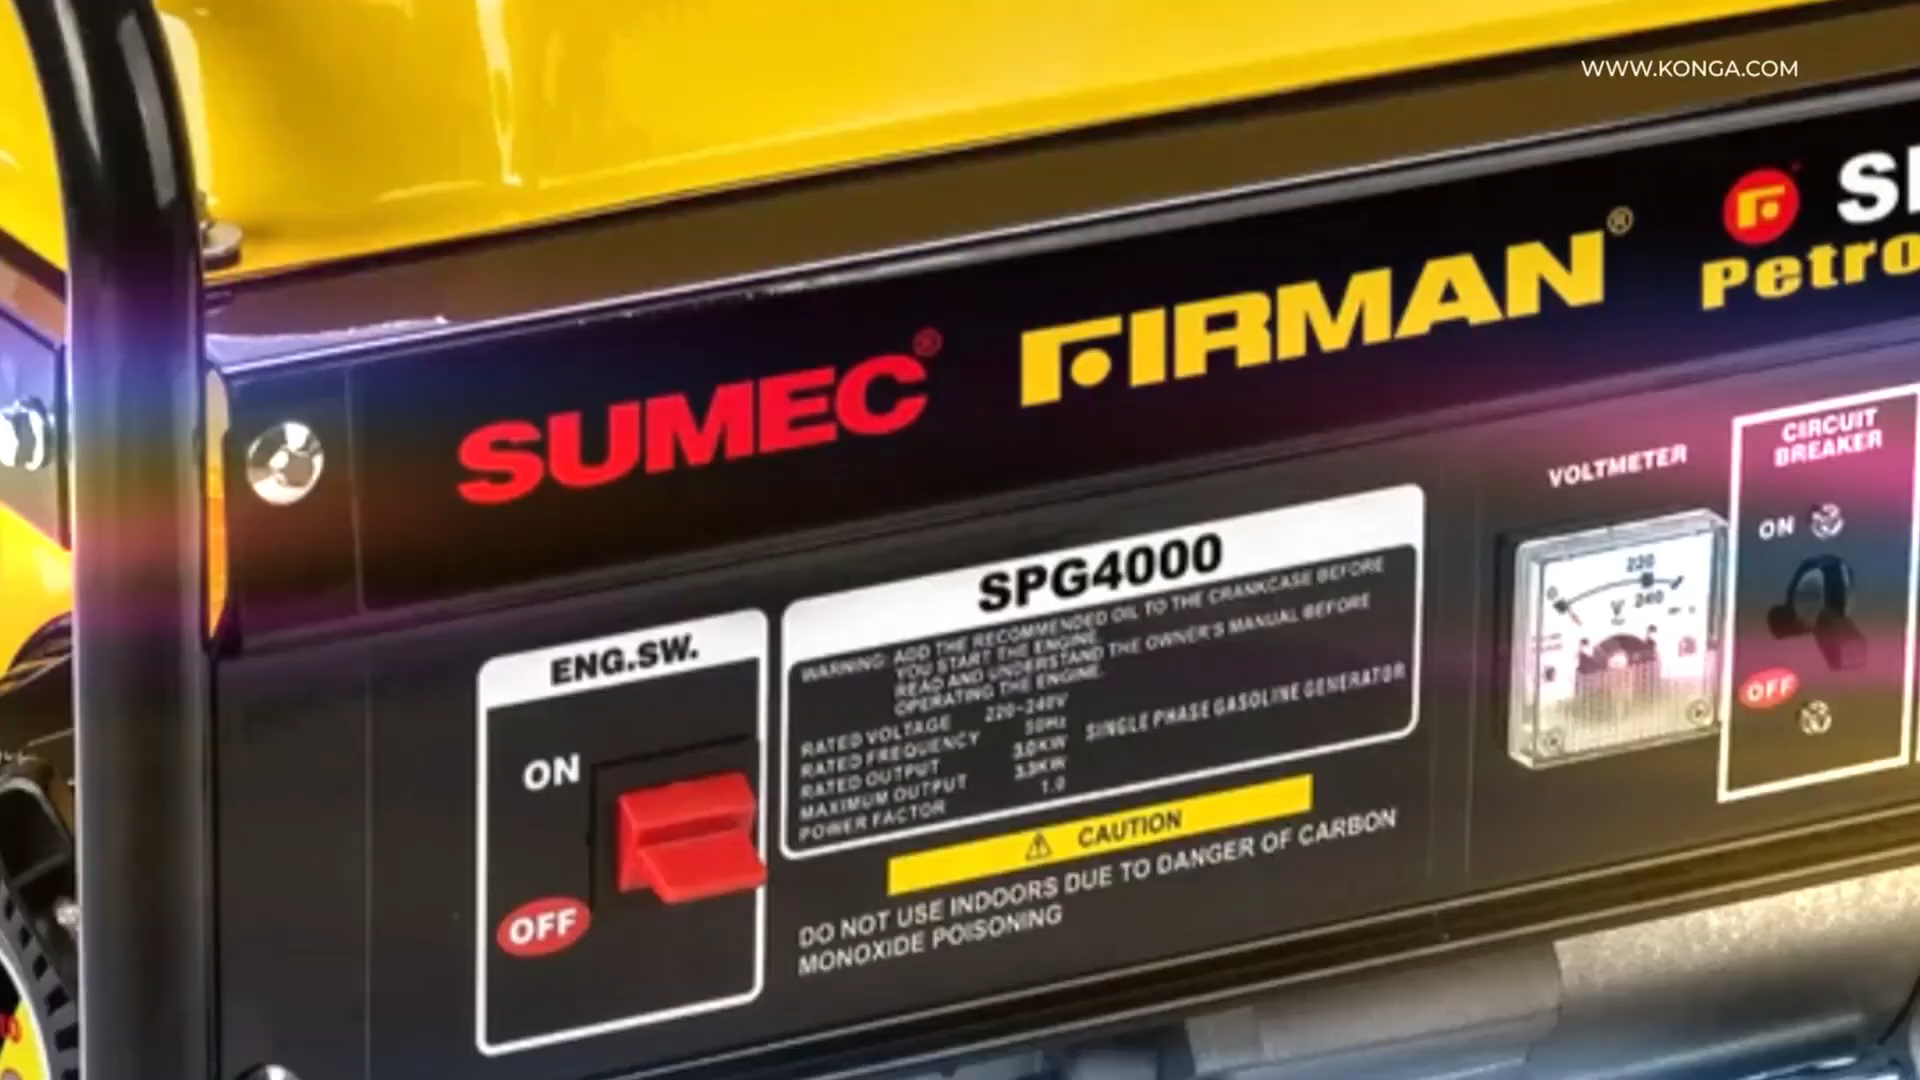 WWW.KONGA.COM
SUMEC® FIRMAN®
Petro
VOLTMETER
CIRCUIT
BREAKER
ON
OFF
220
0
240
V
SPG4000
WARNING: ADD THE RECOMMENDED OIL TO THE CRANKCASE BEFORE
YOU START THE ENGINE.
READ AND UNDERSTAND THE OWNER'S MANUAL BEFORE
OPERATING THE ENGINE.
RATED VOLTAGE 220-240V
RATED FREQUENCY 50Hz SINGLE PHASE GASOLINE GENERATOR
RATED OUTPUT 3.0KW
MAXIMUM OUTPUT 3.3KW
POWER FACTOR 1.0
ENG.SW.
ON
OFF
CAUTION
DO NOT USE INDOORS DUE TO DANGER OF CARBON
MONOXIDE POISONING